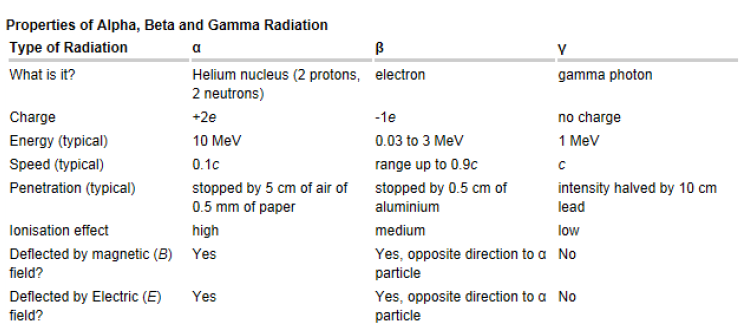 Properties of Alpha, Beta and Gamma Radiation
Type of Radiation α β γ
What is it? Helium nucleus (2 protons, electron gamma photon
2 neutrons)
Charge +2e -1e no charge
Energy (typical) 10 MeV 0.03 to 3 MeV 1 MeV
Speed (typical) 0.1c range up to 0.9c c
Penetration (typical) stopped by 5 cm of air of stopped by 0.5 cm of intensity halved by 10 cm
0.5 mm of paper aluminium lead
Ionisation effect high medium low
Deflected by magnetic (B) Yes Yes, opposite direction to α No
field? particle
Deflected by Electric (E) Yes Yes, opposite direction to α No
field? particle